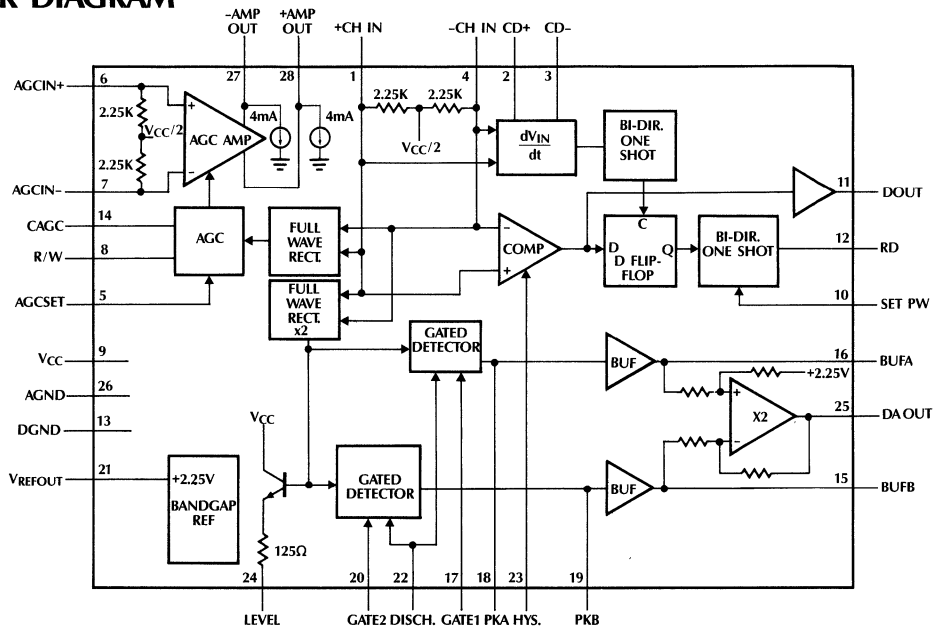 R DIAGRAM
–AMP OUT
+AMP OUT
+CH IN
–CH IN
CD+
CD–
27
28
1
4
2
3
AGCIN+
6
2.25K
VCC/2
2.25K
AGCIN–
7
+
–
AGC AMP
4mA
4mA
2.25K
2.25K
VCC/2
dVIN
dt
BI-DIR.
ONE
SHOT
11
DOUT
CAGC
14
R/W
8
AGC
FULL
WAVE
RECT.
–
COMP
+
C
D
Q
D FLIP-
FLOP
BI-DIR.
ONE SHOT
12
RD
AGCSET
5
FULL
WAVE
RECT.
x2
10
SET PW
GATED
DETECTOR
VCC
9
AGND
26
DGND
13
BUF
16
BUFA
+2.25V
+
X2
–
25
DA OUT
VCC
VREFOUT
21
+2.25V
BANDGAP
REF
GATED
DETECTOR
BUF
15
BUFB
125Ω
24
20
22
17
18
23
19
LEVEL
GATE2
DISCH.
GATE1
PKA
HYS.
PKB